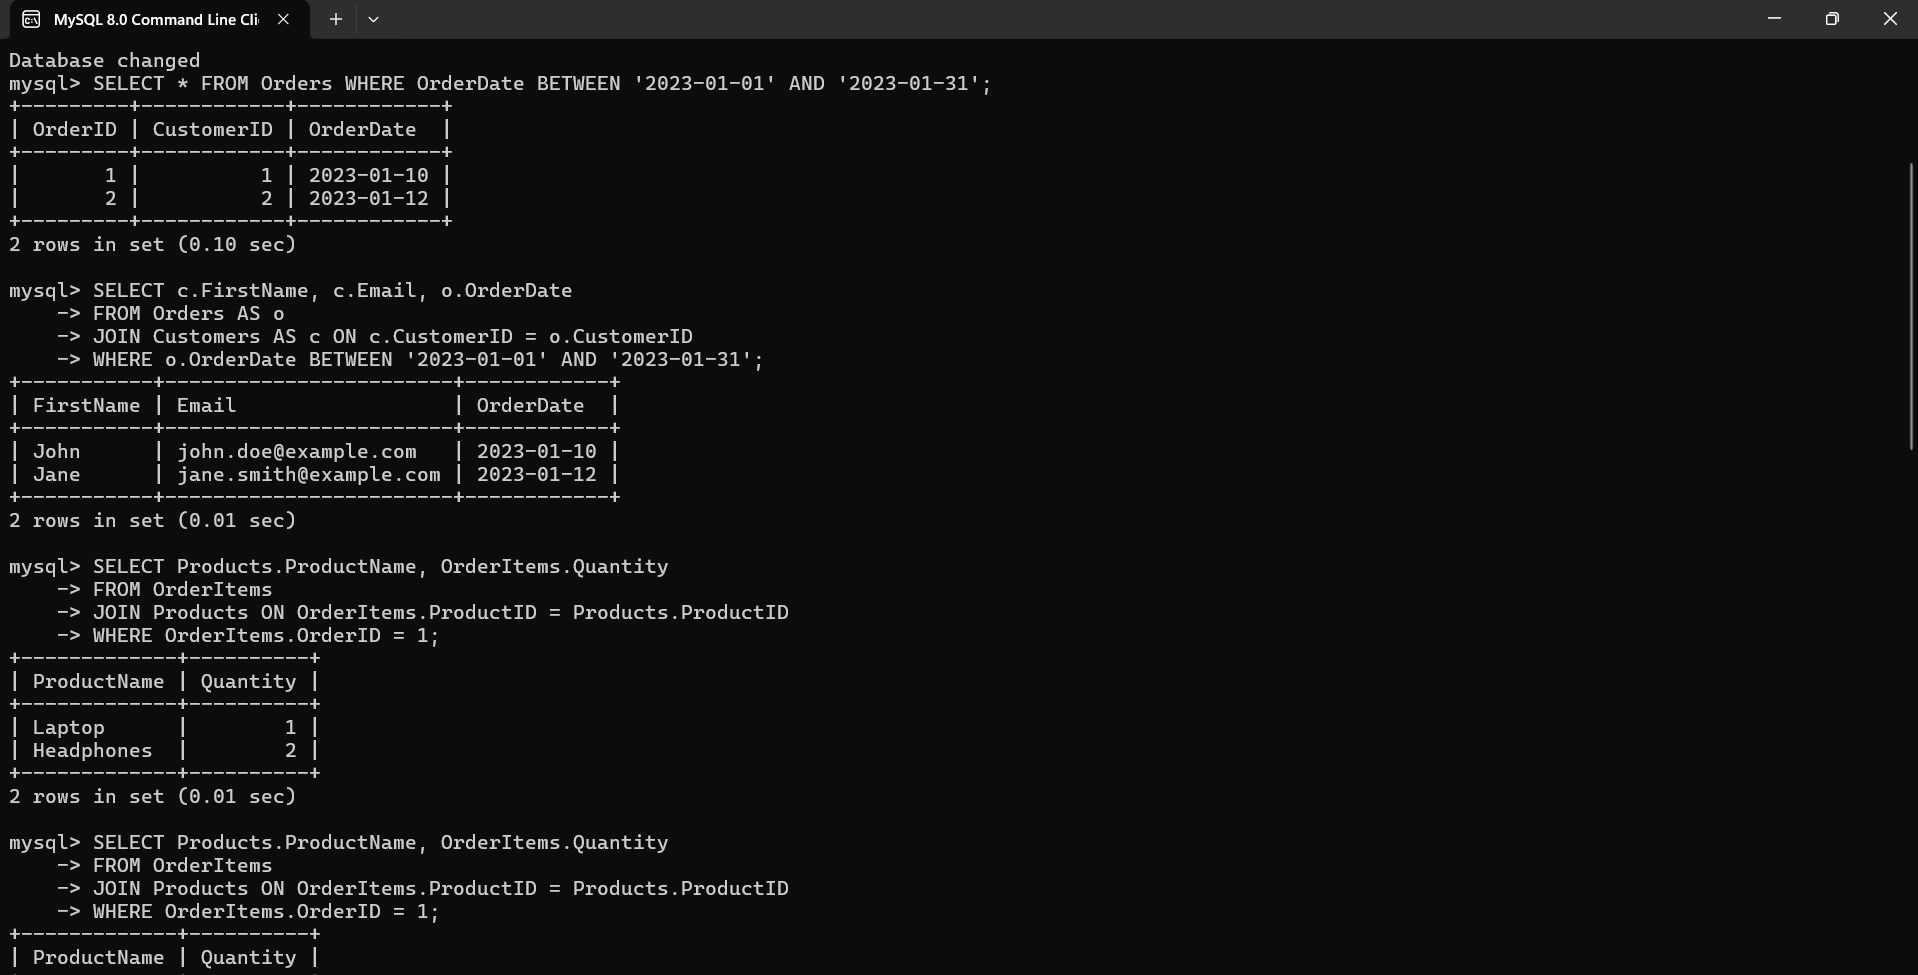 MySQL 8.0 Command Line Cli
Database changed
mysql> SELECT * FROM Orders WHERE OrderDate BETWEEN '2023-01-01' AND '2023-01-31';
+---------+------------+------------+
| OrderID | CustomerID | OrderDate  |
+---------+------------+------------+
|       1 |          1 | 2023-01-10 |
|       2 |          2 | 2023-01-12 |
+---------+------------+------------+
2 rows in set (0.10 sec)

mysql> SELECT c.FirstName, c.Email, o.OrderDate
    -> FROM Orders AS o
    -> JOIN Customers AS c ON c.CustomerID = o.CustomerID
    -> WHERE o.OrderDate BETWEEN '2023-01-01' AND '2023-01-31';
+-----------+------------------------+------------+
| FirstName | Email                  | OrderDate  |
+-----------+------------------------+------------+
| John      | john.doe@example.com   | 2023-01-10 |
| Jane      | jane.smith@example.com | 2023-01-12 |
+-----------+------------------------+------------+
2 rows in set (0.01 sec)

mysql> SELECT Products.ProductName, OrderItems.Quantity
    -> FROM OrderItems
    -> JOIN Products ON OrderItems.ProductID = Products.ProductID
    -> WHERE OrderItems.OrderID = 1;
+-------------+----------+
| ProductName | Quantity |
+-------------+----------+
| Laptop      |        1 |
| Headphones  |        2 |
+-------------+----------+
2 rows in set (0.01 sec)

mysql> SELECT Products.ProductName, OrderItems.Quantity
    -> FROM OrderItems
    -> JOIN Products ON OrderItems.ProductID = Products.ProductID
    -> WHERE OrderItems.OrderID = 1;
+-------------+----------+
| ProductName | Quantity |